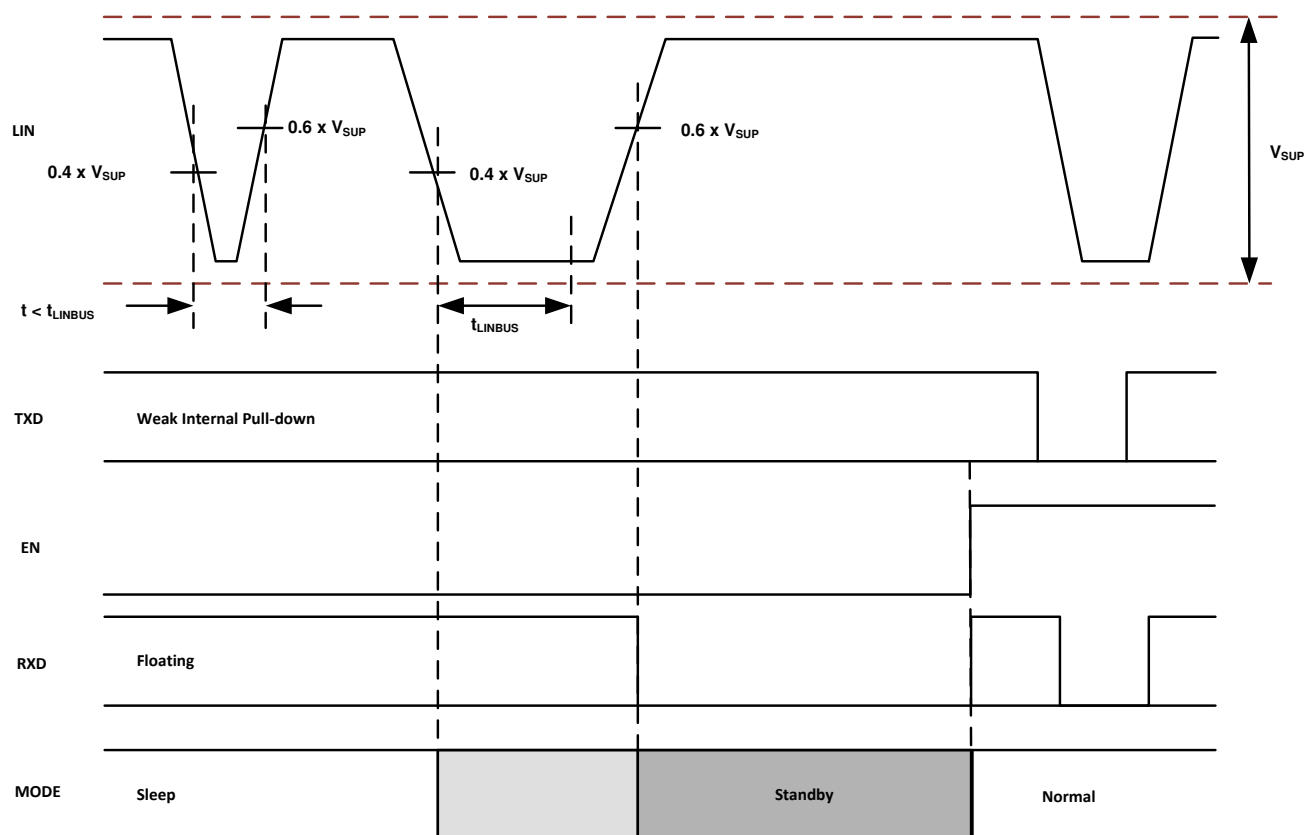 LIN
0.6 x VSUP
0.4 x VSUP
0.4 x VSUP
0.6 x VSUP
VSUP
t < tLINBUS
tLINBUS
TXD
Weak Internal Pull-down
EN
RXD
Floating
MODE
Sleep
Standby
Normal